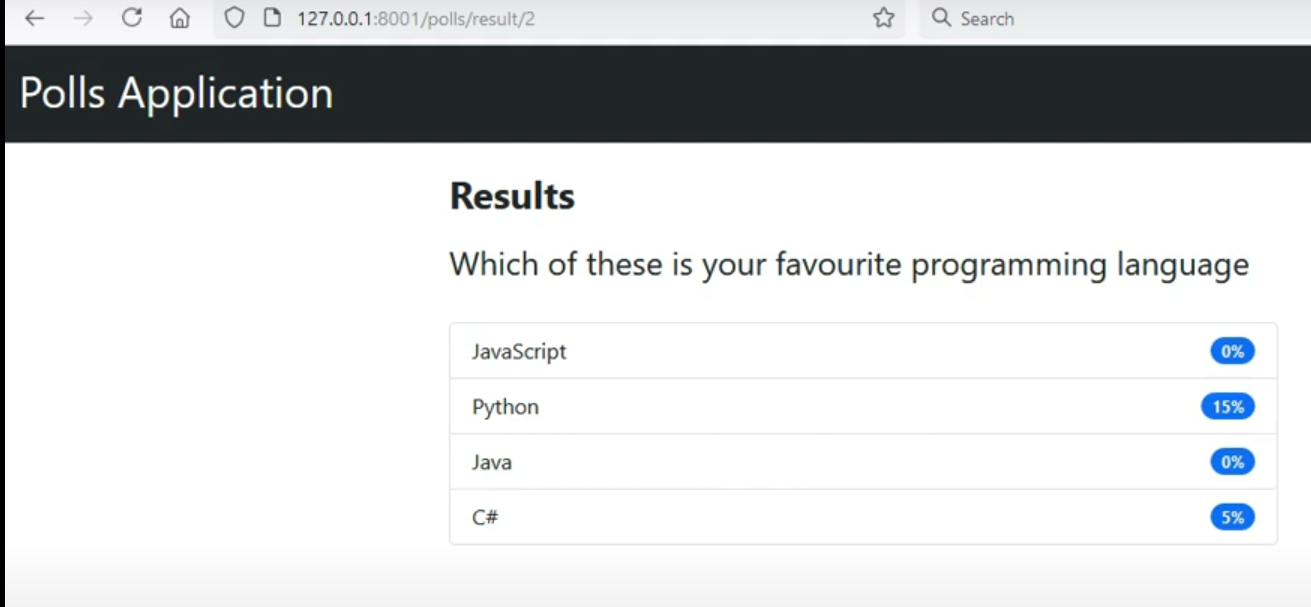 127.0.0.1:8001/polls/result/2
Search
Polls Application
Results
Which of these is your favourite programming language
JavaScript 0%
Python 15%
Java 0%
C# 5%